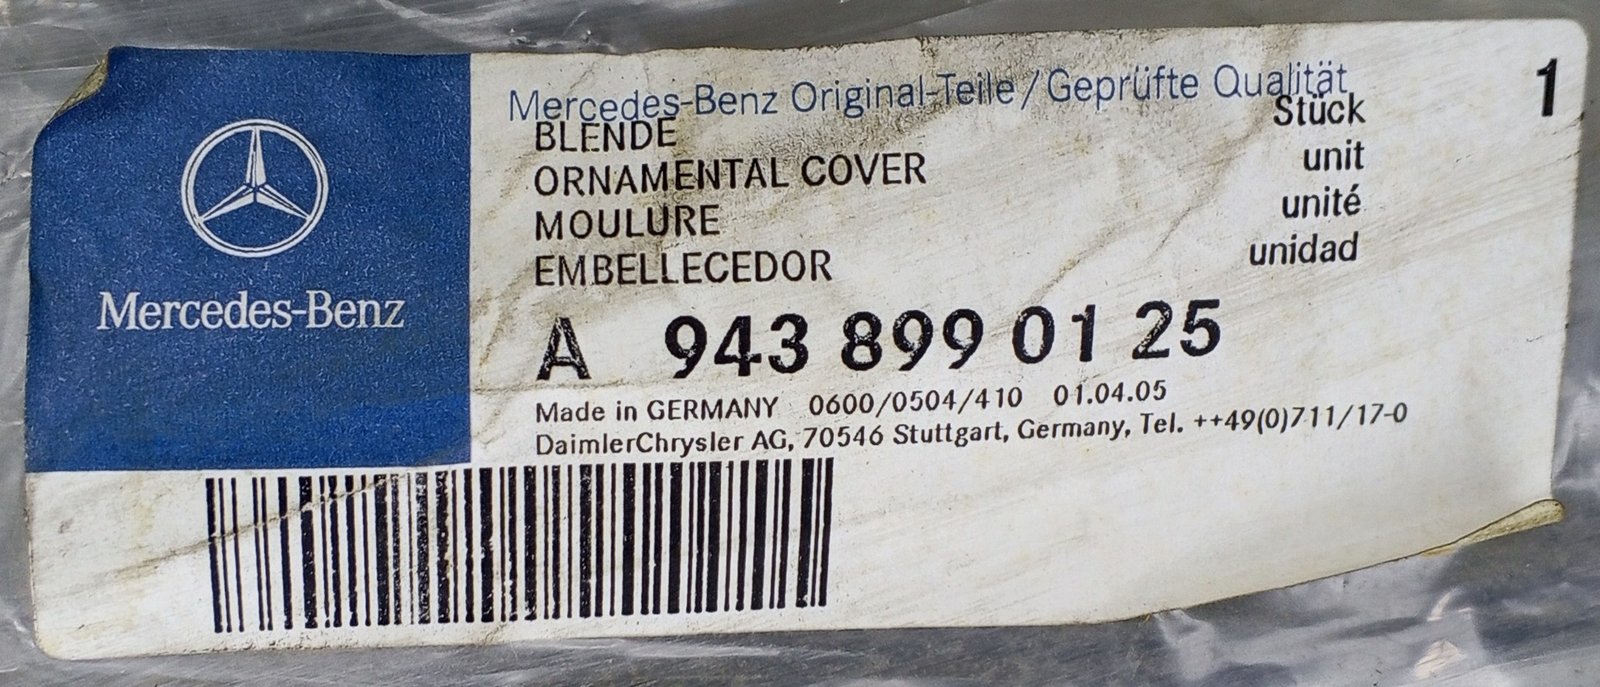 Mercedes-Benz
Mercedes-Benz Original-Teile/Geprüfte Qualität
BLENDE
ORNAMENTAL COVER
MOULURE
EMBELLECEDOR
Stück 1
unit
unité
unidad
A 943 899 01 25
Made in GERMANY 0600/0504/410 01.04.05
DaimlerChrysler AG, 70546 Stuttgart, Germany, Tel. ++49(0)711/17-0